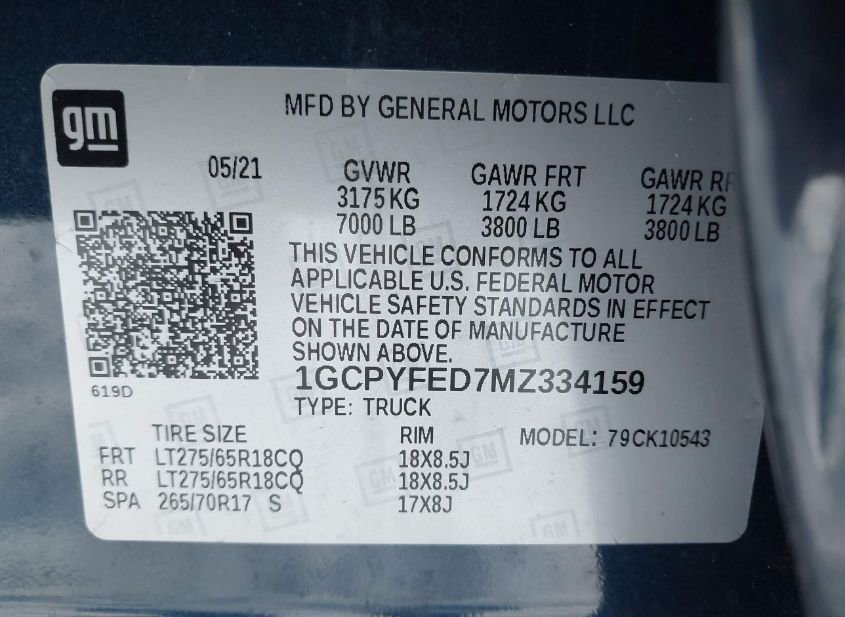 gm
MFD BY GENERAL MOTORS LLC
05/21 GVWR GAWR FRT GAWR RR
3175 KG 1724 KG 1724 KG
7000 LB 3800 LB 3800 LB
THIS VEHICLE CONFORMS TO ALL
APPLICABLE U.S. FEDERAL MOTOR
VEHICLE SAFETY STANDARDS IN EFFECT
ON THE DATE OF MANUFACTURE
SHOWN ABOVE.
619D
1GCPYFED7MZ334159
TYPE: TRUCK
TIRE SIZE RIM MODEL: 79CK10543
FRT LT275/65R18CQ 18X8.5J
RR LT275/65R18CQ 18X8.5J
SPA 265/70R17 S 17X8J